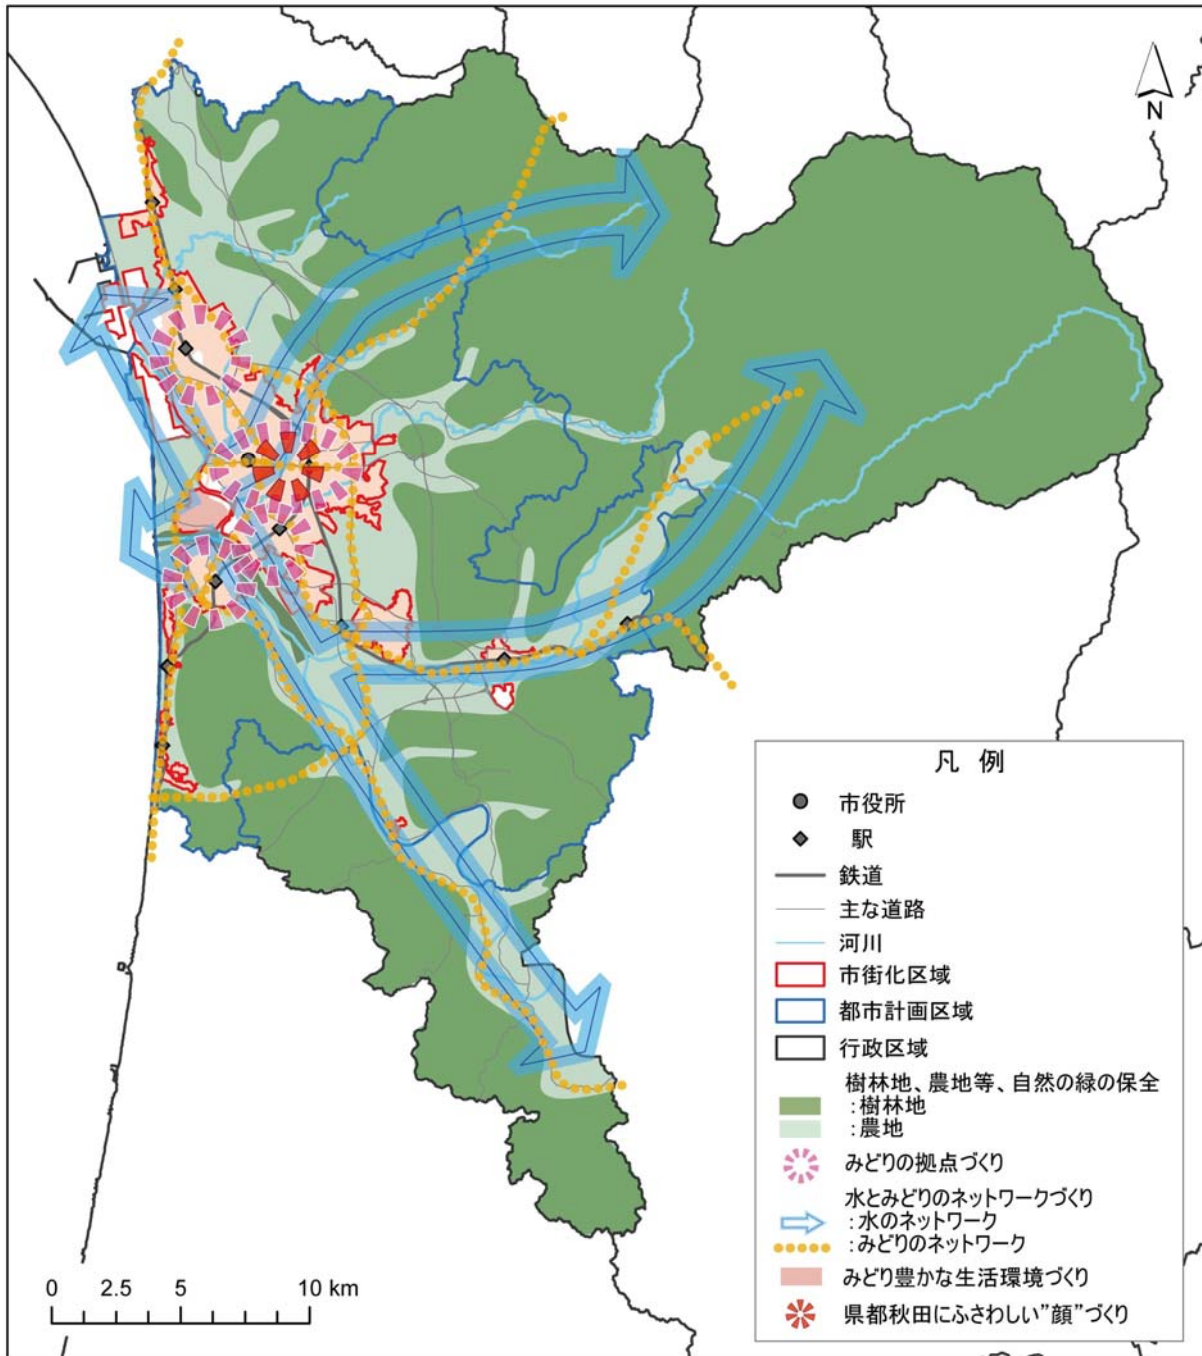 N
凡 例
市役所
駅
鉄道
主な道路
河川
市街化区域
都市計画区域
行政区域
樹林地、農地等、自然の緑の保全
:樹林地
:農地
みどりの拠点づくり
水とみどりのネットワークづくり
:水のネットワーク
:みどりのネットワーク
みどり豊かな生活環境づくり
県都秋田にふさわしい”顔”づくり
0 2.5 5 10 km